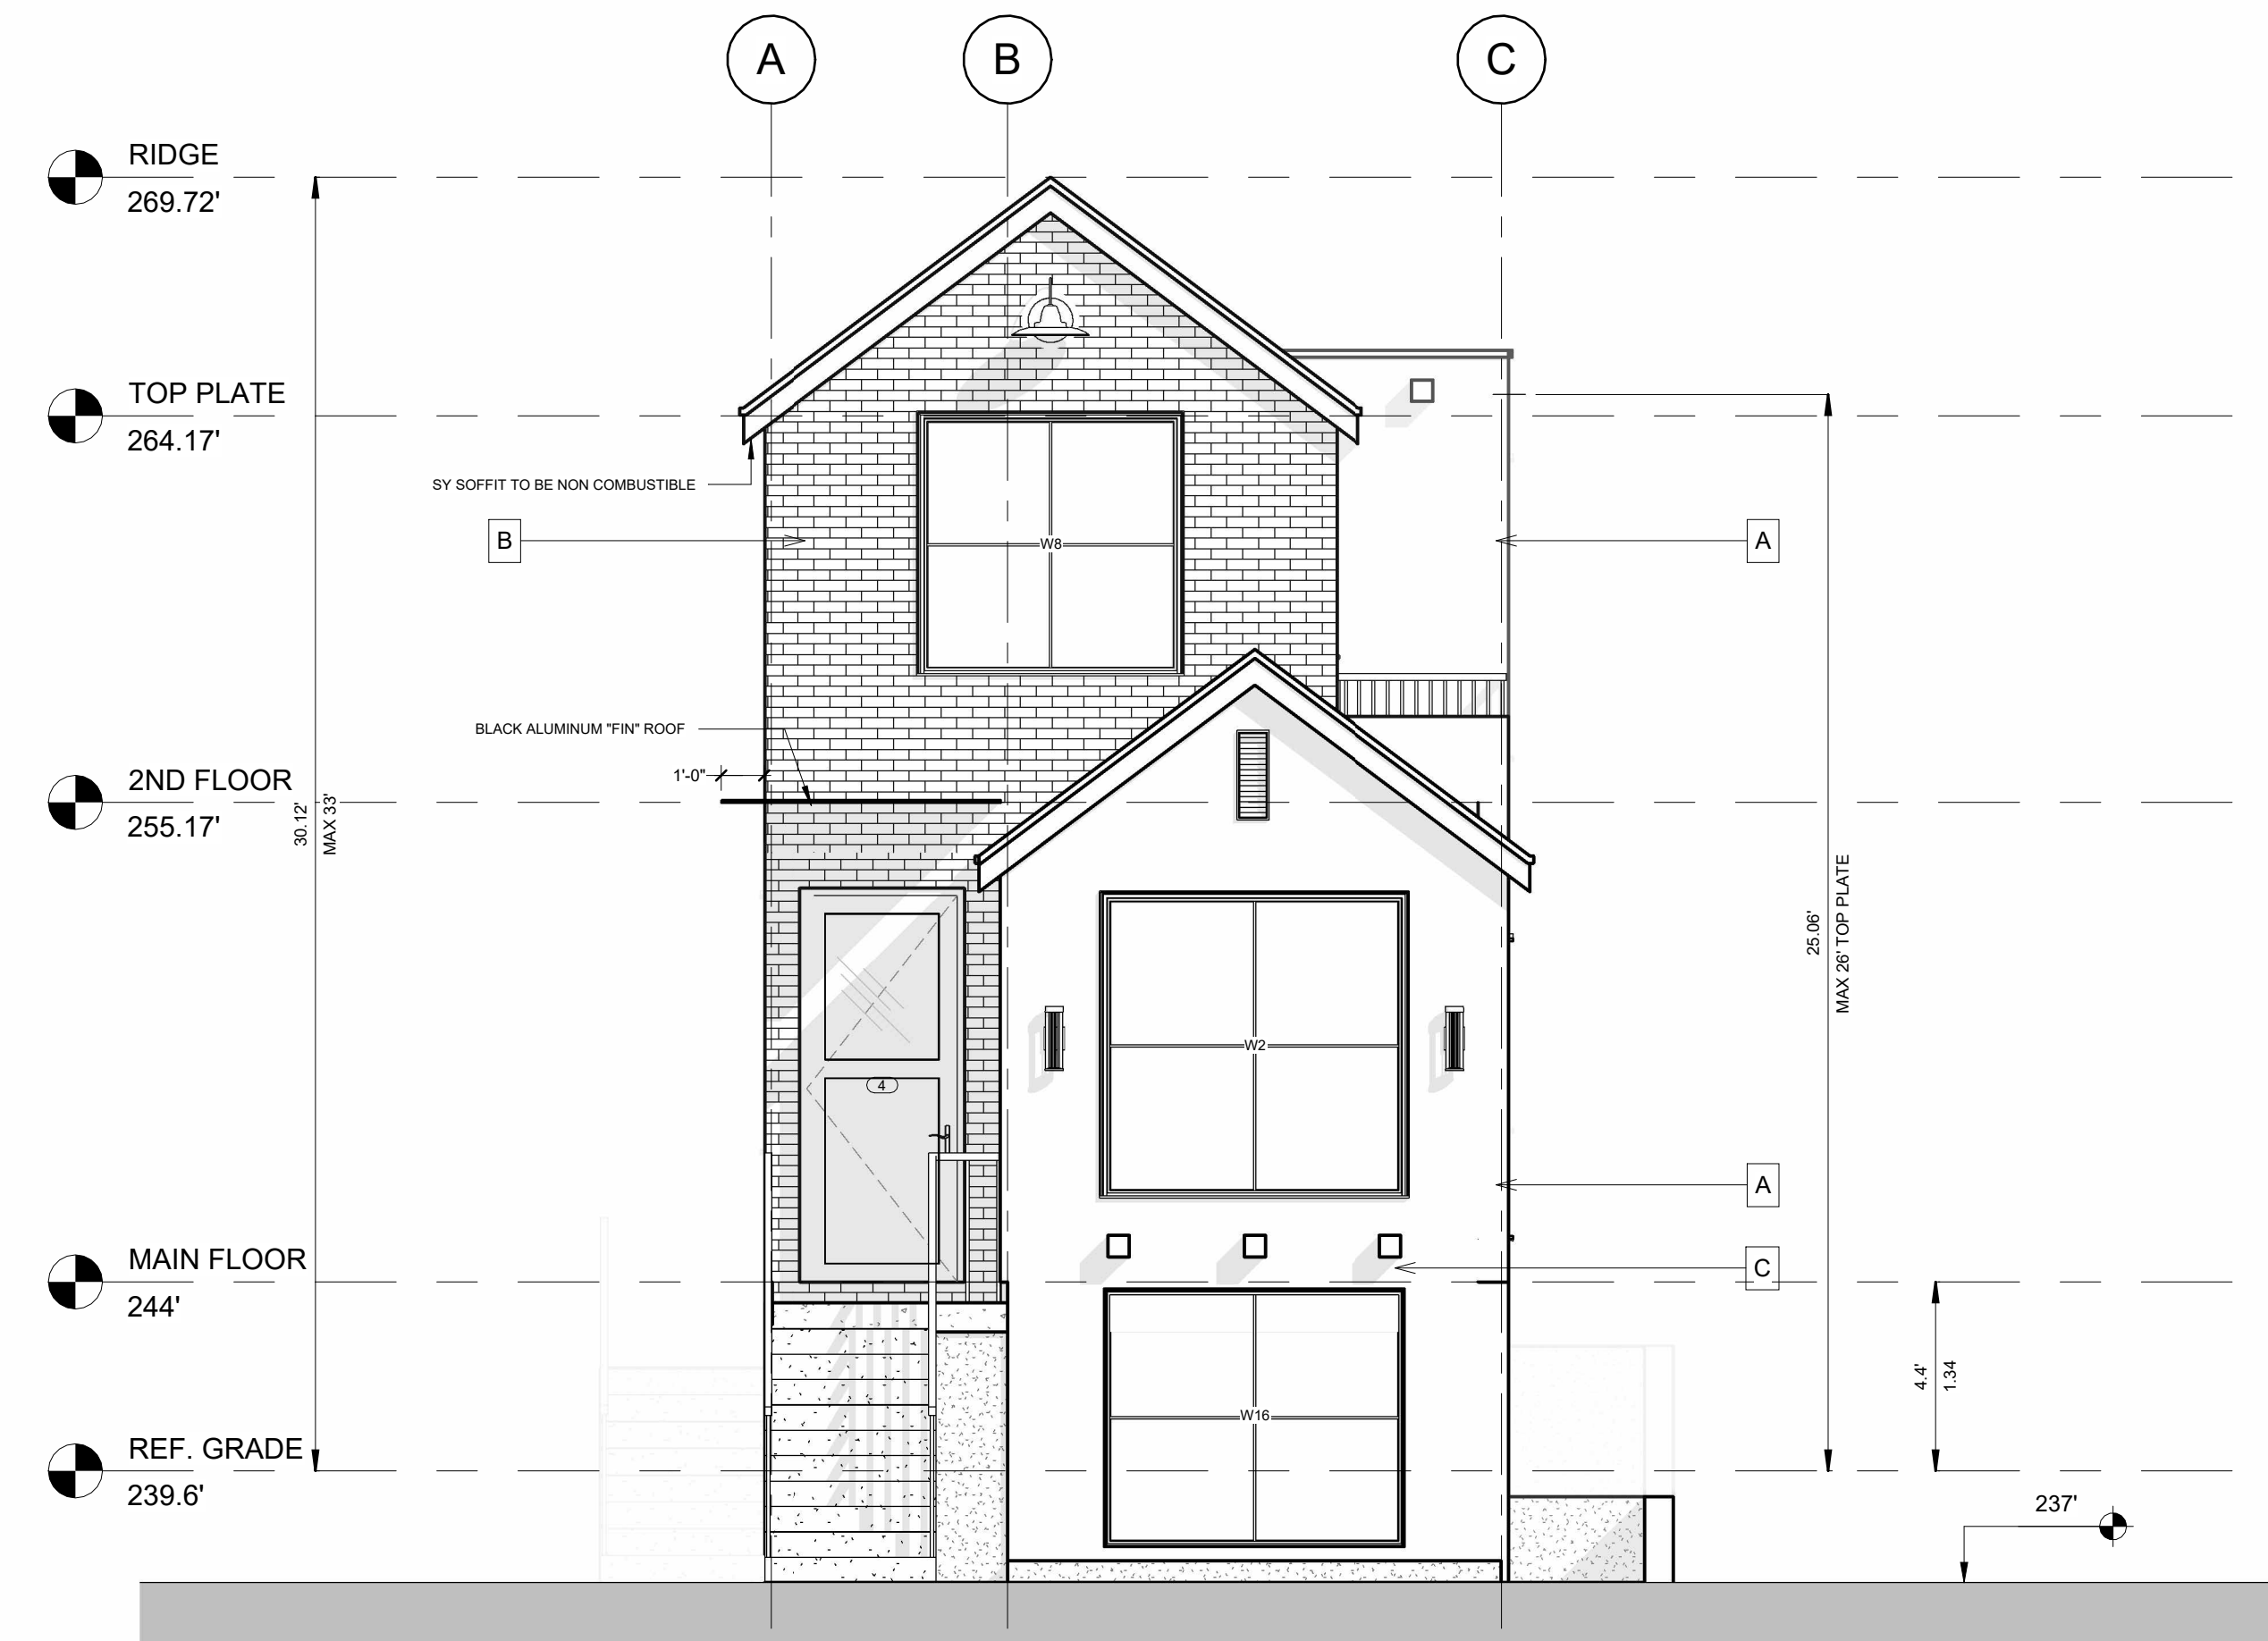 A
B
C
RIDGE
269.72'
TOP PLATE
264.17'
SY SOFFIT TO BE NON COMBUSTIBLE
B
W8
A
BLACK ALUMINUM "FIN" ROOF
1'-0"
2ND FLOOR
255.17'
30.12'
MAX 33'
25.06'
MAX 26' TOP PLATE
W2
4
A
MAIN FLOOR
244'
C
4.4'
1.34
W16
REF. GRADE
239.6'
237'